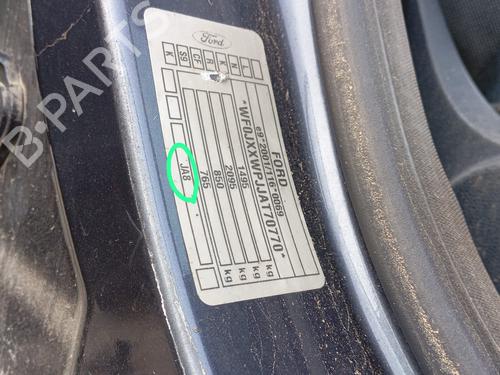 Ford
FORD
e9*2001/116*0069
*WF0JXXWPJJAT70770*
1495 kg
2095 kg
850 kg
765 kg
JA8
B-PARTS